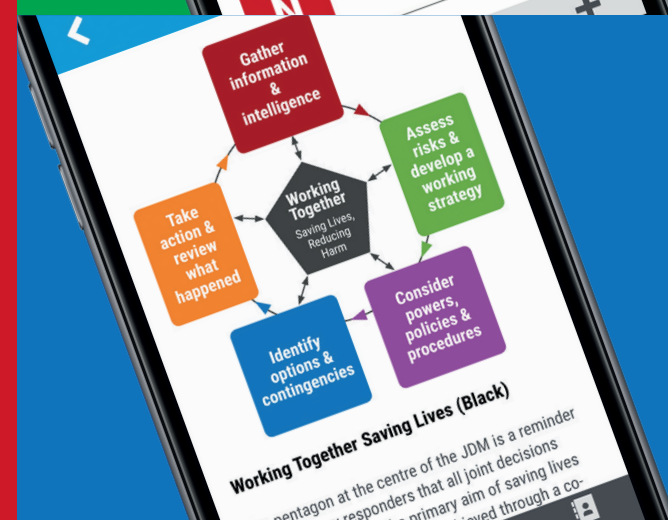 N
+
Gather
information
&
intelligence
Assess
risks &
develop a
working
strategy
Working
Together
Saving Lives,
Reducing
Harm
Take
action &
review
what
happened
Consider
powers,
policies &
procedures
Identify
options &
contingencies
Working Together Saving Lives (Black)
pentagon at the centre of the JDM is a reminder
responders that all joint decisions
primary aim of saving lives
through a co-